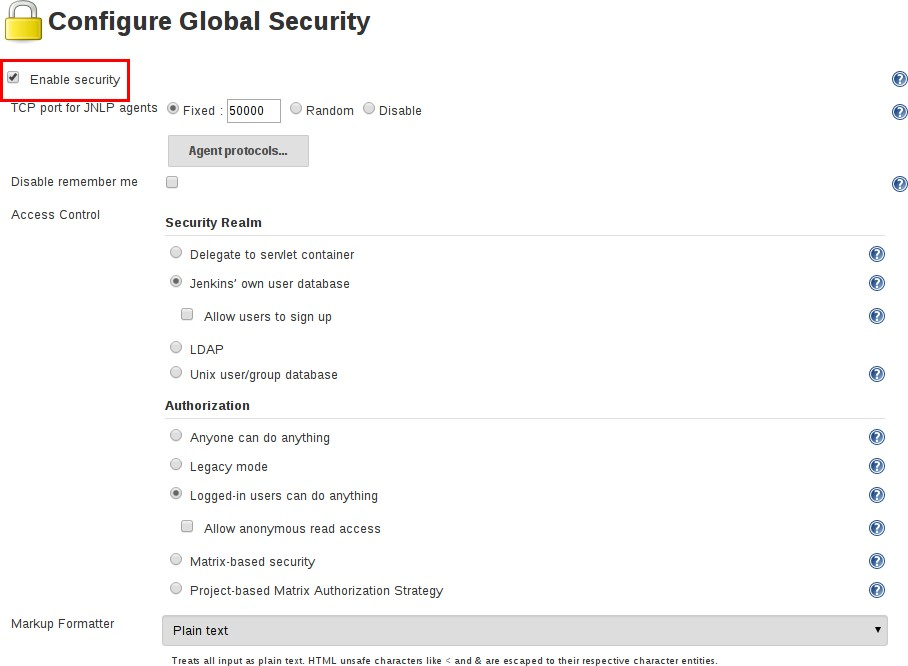 Configure Global Security
Enable security
TCP port for JNLP agents Fixed : 50000 Random Disable
Agent protocols...
Disable remember me
Access Control
Security Realm
Delegate to servlet container
Jenkins' own user database
Allow users to sign up
LDAP
Unix user/group database
Authorization
Anyone can do anything
Legacy mode
Logged-in users can do anything
Allow anonymous read access
Matrix-based security
Project-based Matrix Authorization Strategy
Markup Formatter Plain text
Treats all input as plain text. HTML unsafe characters like < and & are escaped to their respective character entities.